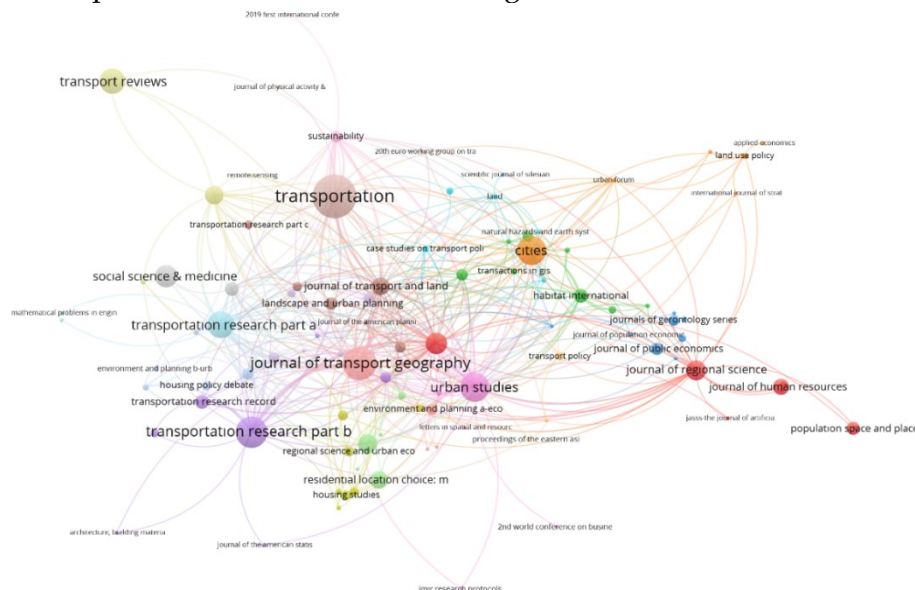 2019 first international confe
transport reviews
journal of physical activity &
sustainability
applied economics
20th euro working group on tra
land use policy
remote sensing
scientific journal of silesian
urban forum
transportation
land
international journal of strat
transportation research part c
natural hazards and earth syst
case studies on transport poli
cities
social science & medicine
transactions in gis
journal of transport and land
habitat international
landscape and urban planning
mathematical problems in engin
transportation research part a
journal of the american planni
journals of gerontology series
journal of population economic
journal of public economics
transport policy
journal of transport geography
environment and planning b-urb
journal of regional science
housing policy debate
urban studies
journal of human resources
transportation research record
environment and planning a-eco
jasss-the journal of artificia
letters in spatial and resourc
population space and place
transportation research part b
proceedings of the eastern asi
regional science and urban eco
residential location choice: m
housing studies
2nd world conference on busine
architecture, building materia
journal of the american statis
jmir research protocols